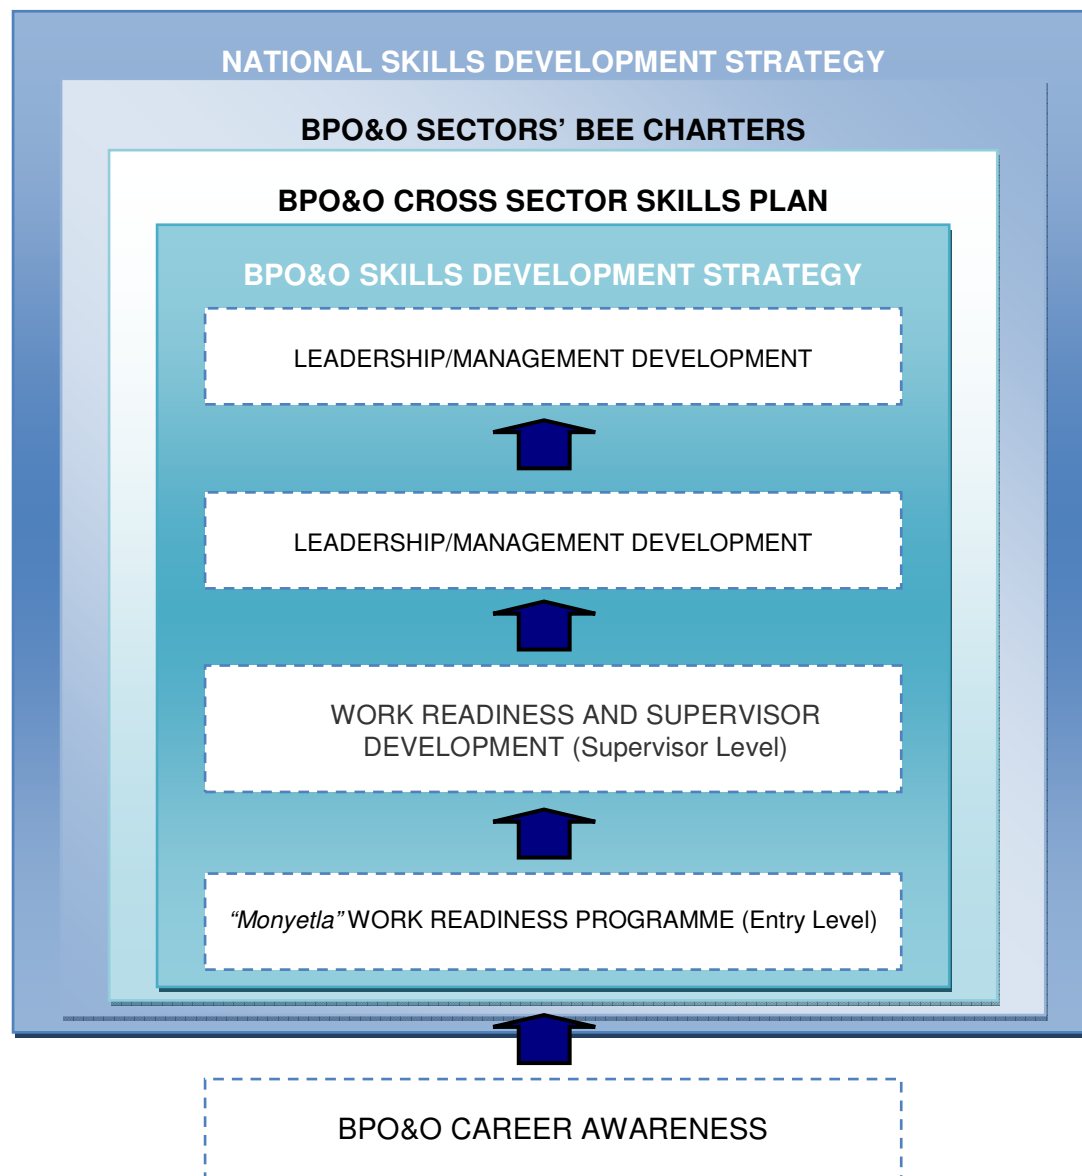 NATIONAL SKILLS DEVELOPMENT STRATEGY
BPO&O SECTORS’ BEE CHARTERS
BPO&O CROSS SECTOR SKILLS PLAN
BPO&O SKILLS DEVELOPMENT STRATEGY
LEADERSHIP/MANAGEMENT DEVELOPMENT
LEADERSHIP/MANAGEMENT DEVELOPMENT
WORK READINESS AND SUPERVISOR
DEVELOPMENT (Supervisor Level)
“Monyetla” WORK READINESS PROGRAMME (Entry Level)
BPO&O CAREER AWARENESS